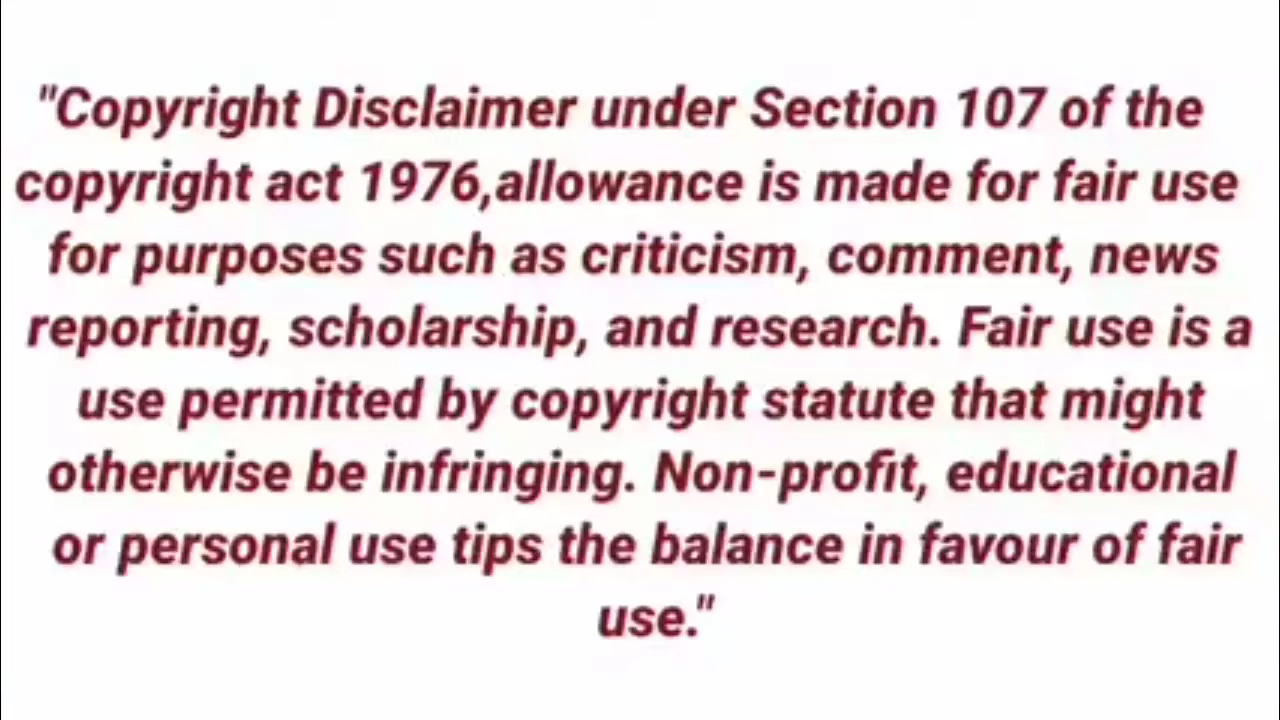 "Copyright Disclaimer under Section 107 of the
copyright act 1976,allowance is made for fair use
for purposes such as criticism, comment, news
reporting, scholarship, and research. Fair use is a
use permitted by copyright statute that might
otherwise be infringing. Non-profit, educational
or personal use tips the balance in favour of fair
use."